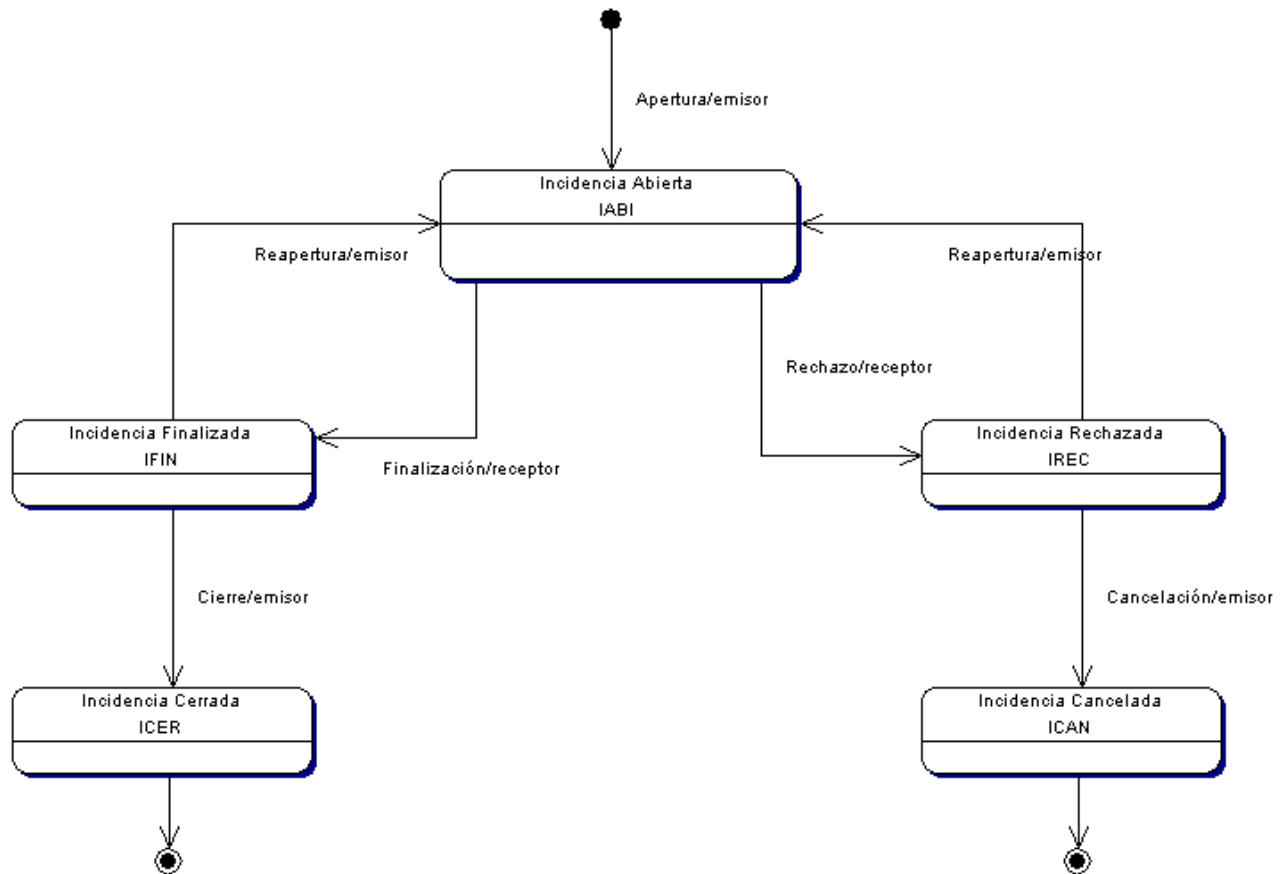 Apertura/emisor
Incidencia Abierta
IABI
Reapertura/emisor
Reapertura/emisor
Rechazo/receptor
Incidencia Finalizada
IFIN
Finalización/receptor
Incidencia Rechazada
IREC
Cierre/emisor
Cancelación/emisor
Incidencia Cerrada
ICER
Incidencia Cancelada
ICAN